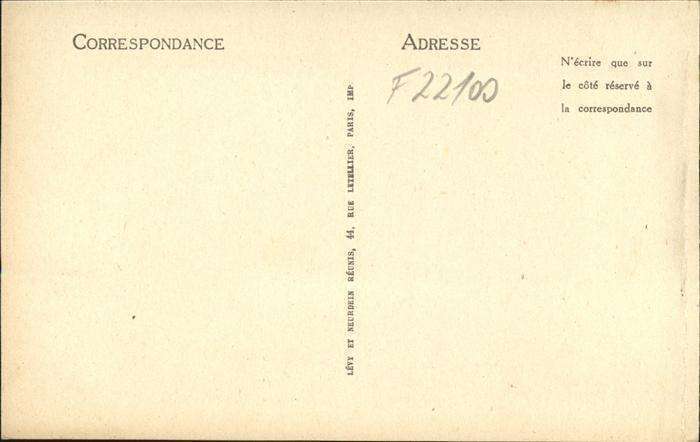 CORRESPONDANCE
ADRESSE
N'écrire que sur
le côté réservé à
la correspondance
F22100
LÉVY ET NEURDEIN RÉUNIS, 44, RUE LETELLIER, PARIS, IMP